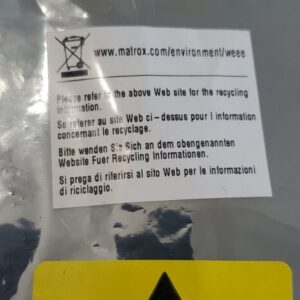 www.matrox.com/environment/weee
Please refer to the above Web site for the recycling
information.
Se referer au site Web ci-dessus pour l information
concernant le recyclage.
Bitte wenden Sie Sich an dem obengenannten
Website Fuer Recycling Informationen.
Si prega di riferirsi al sito Web per le informazioni
di riciclaggio.